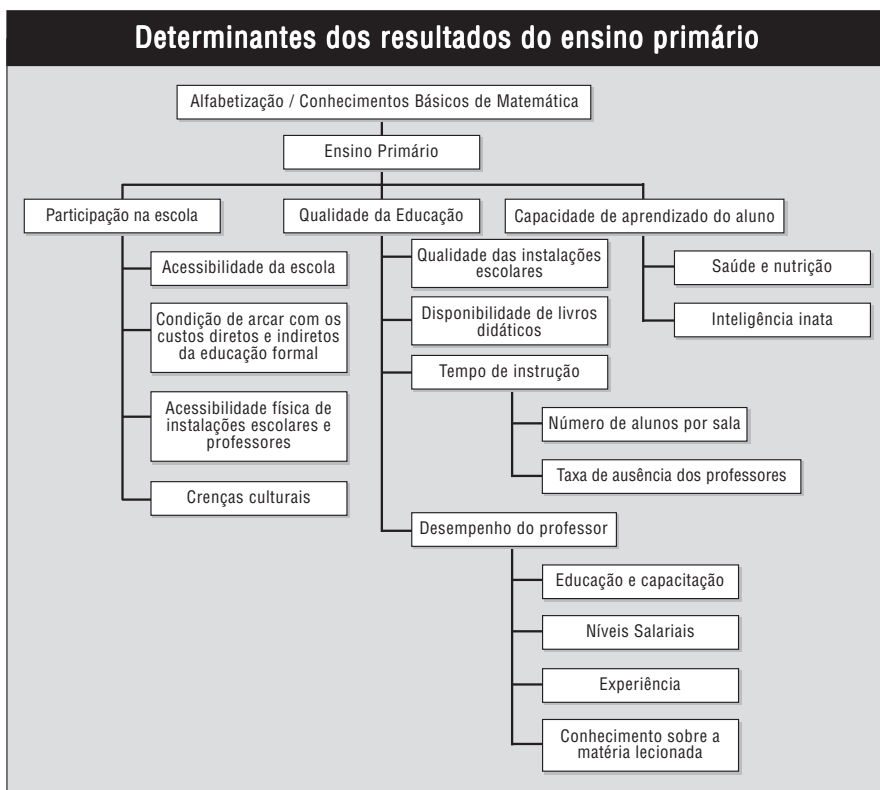 Determinantes dos resultados do ensino primário
Alfabetização / Conhecimentos Básicos de Matemática
Ensino Primário
Participação na escola
Acessibilidade da escola
Condição de arcar com os
custos diretos e indiretos
da educação formal
Acessibilidade física de
instalações escolares e
professores
Crenças culturais
Qualidade da Educação
Qualidade das instalações
escolares
Disponibilidade de livros
didáticos
Tempo de instrução
Número de alunos por sala
Taxa de ausência dos professores
Desempenho do professor
Educação e capacitação
Níveis Salariais
Experiência
Conhecimento sobre a
matéria lecionada
Capacidade de aprendizado do aluno
Saúde e nutrição
Inteligência inata